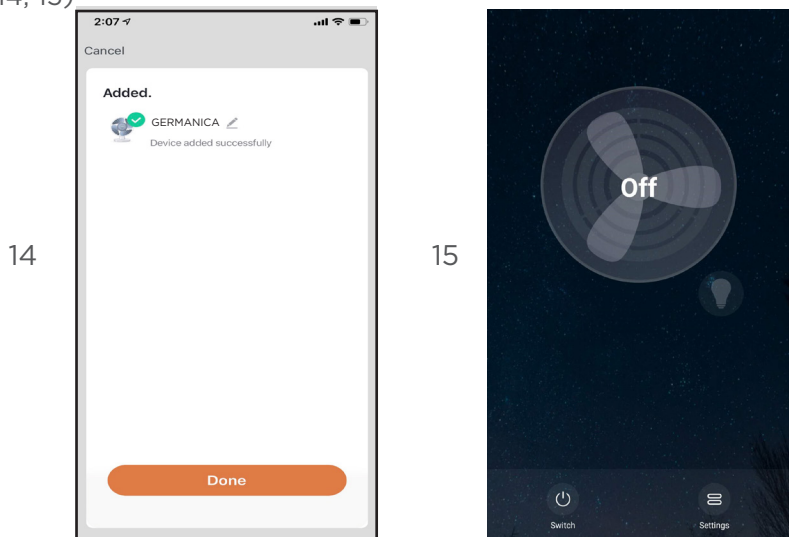 14, 15)
2:07
Cancel
Added.
GERMANICA
Device added successfully
Done
14
15
Off
Switch
Settings